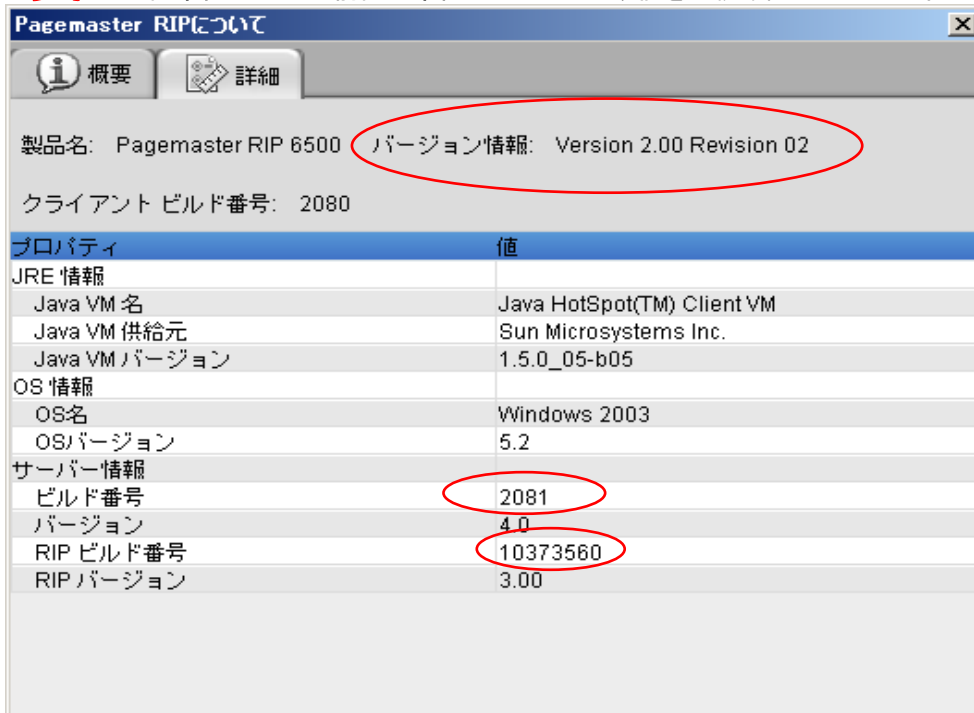 Pagemaster RIPについて
概要
詳細
製品名: Pagemaster RIP 6500 バージョン情報: Version 2.00 Revision 02
クライアント ビルド番号: 2080
プロパティ 値
JRE 情報
Java VM 名 Java HotSpot(TM) Client VM
Java VM 供給元 Sun Microsystems Inc.
Java VM バージョン 1.5.0_05-b05
OS 情報
OS名 Windows 2003
OSバージョン 5.2
サーバー情報
ビルド番号 2081
バージョン 4.0
RIP ビルド番号 10373560
RIP バージョン 3.00